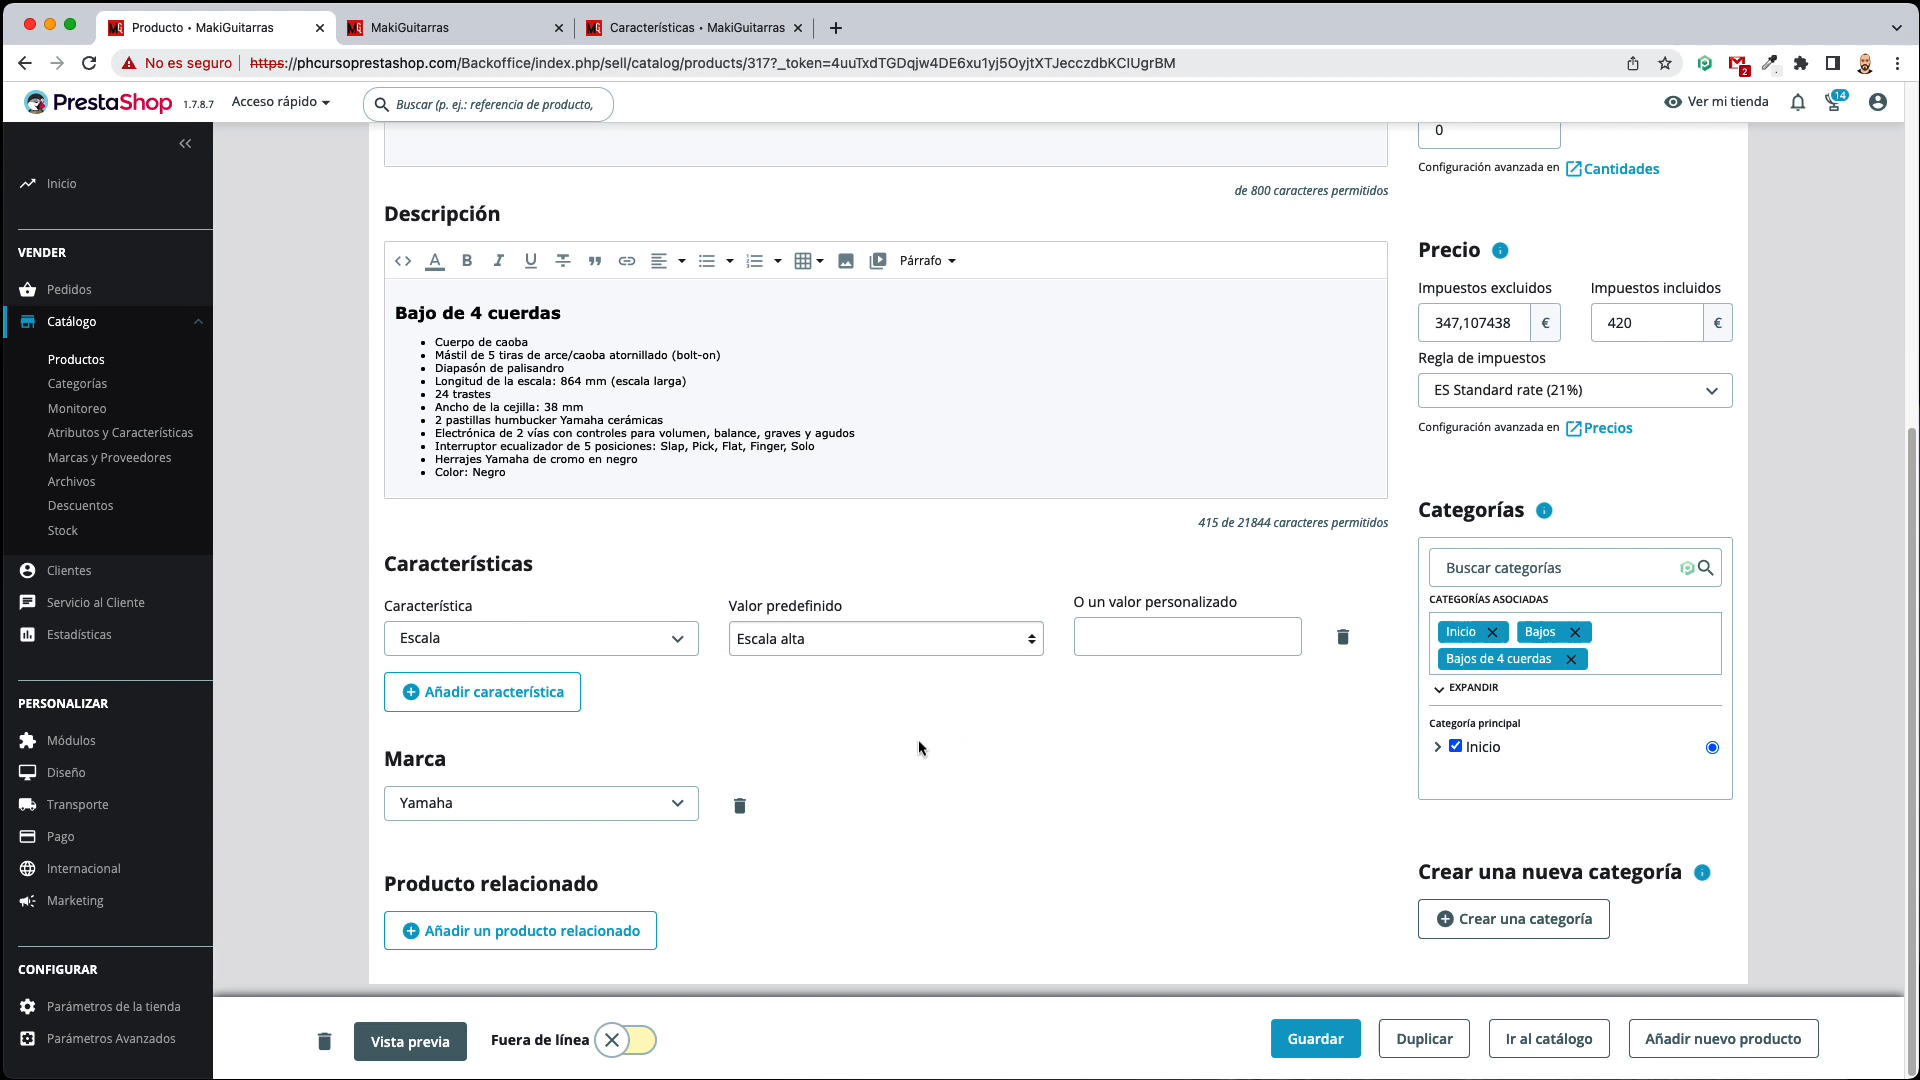 Producto • MakiGuitarras
MakiGuitarras
Características • MakiGuitarras
No es seguro
https://phcursoprestashop.com/Backoffice/index.php/sell/catalog/products/317?_token=4uuTxdTGDqjw4DE6xu1yj5OyjtXTJecczdbKCIUgrBM
2
PrestaShop
1.7.8.7
Acceso rápido
Buscar (p. ej.: referencia de producto,
Ver mi tienda
14
Inicio
VENDER
Pedidos
Catálogo
Productos
Categorías
Monitoreo
Atributos y Características
Marcas y Proveedores
Archivos
Descuentos
Stock
Clientes
Servicio al Cliente
Estadísticas
PERSONALIZAR
Módulos
Diseño
Transporte
Pago
Internacional
Marketing
CONFIGURAR
Parámetros de la tienda
Parámetros Avanzados
de 800 caracteres permitidos
Descripción
Párrafo
Bajo de 4 cuerdas
Cuerpo de caoba
Mástil de 5 tiras de arce/caoba atornillado (bolt-on)
Diapasón de palisandro
Longitud de la escala: 864 mm (escala larga)
24 trastes
Ancho de la cejilla: 38 mm
2 pastillas humbucker Yamaha cerámicas
Electrónica de 2 vías con controles para volumen, balance, graves y agudos
Interruptor ecualizador de 5 posiciones: Slap, Pick, Flat, Finger, Solo
Herrajes Yamaha de cromo en negro
Color: Negro
415 de 21844 caracteres permitidos
Características
Característica
Valor predefinido
O un valor personalizado
Escala
Escala alta
Añadir característica
Marca
Yamaha
Producto relacionado
Añadir un producto relacionado
0
Configuración avanzada en Cantidades
Precio
Impuestos excluidos
Impuestos incluidos
347,107438 €
420 €
Regla de impuestos
ES Standard rate (21%)
Configuración avanzada en Precios
Categorías
Buscar categorías
CATEGORÍAS ASOCIADAS
Inicio
Bajos
Bajos de 4 cuerdas
EXPANDIR
Categoría principal
Inicio
Crear una nueva categoría
Crear una categoría
Vista previa
Fuera de línea
Guardar
Duplicar
Ir al catálogo
Añadir nuevo producto